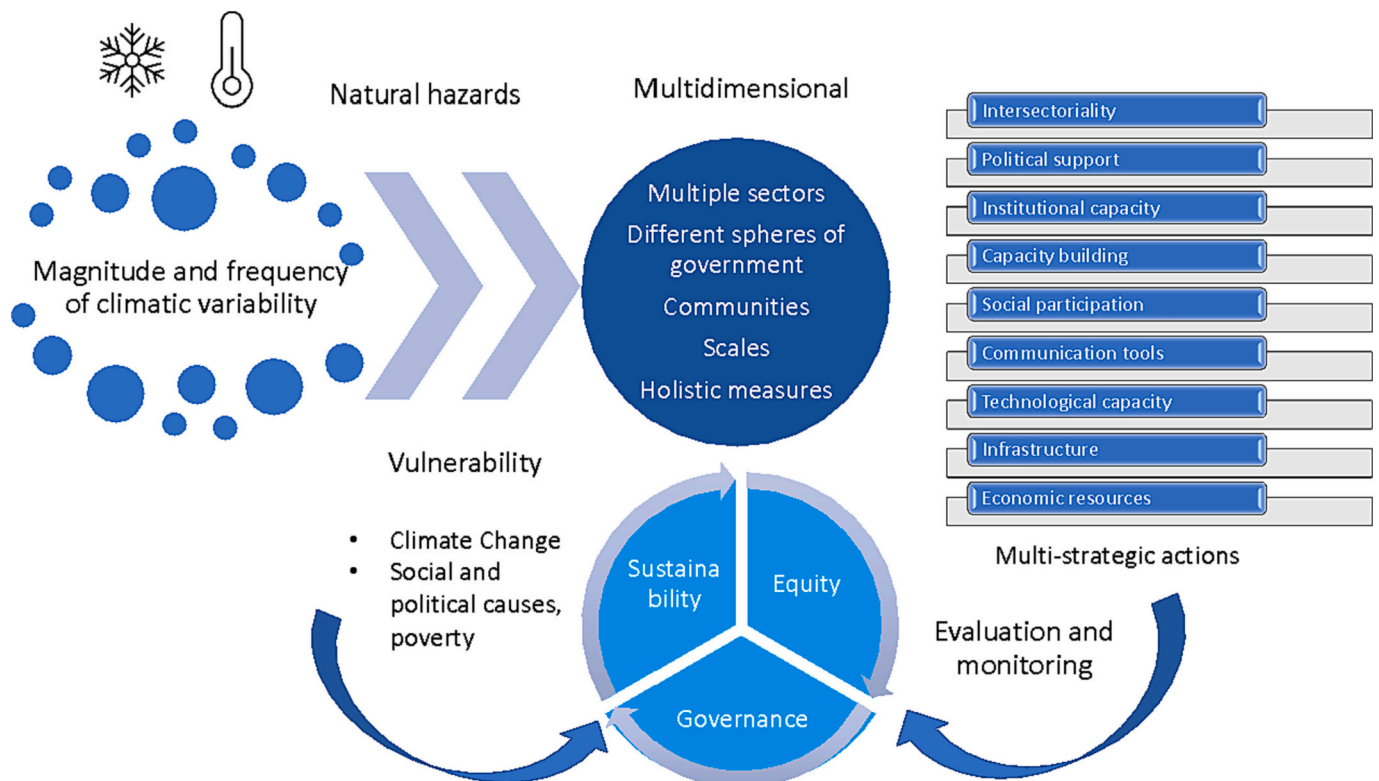 Natural hazards
Multidimensional
Magnitude and frequency
of climatic variability
Multiple sectors
Different spheres of
government
Communities
Scales
Holistic measures
Intersectoriality
Political support
Institutional capacity
Capacity building
Social participation
Communication tools
Technological capacity
Infrastructure
Economic resources
Multi-strategic actions
Vulnerability
• Climate Change
• Social and
political causes,
poverty
Sustaina
bility
Equity
Governance
Evaluation and
monitoring